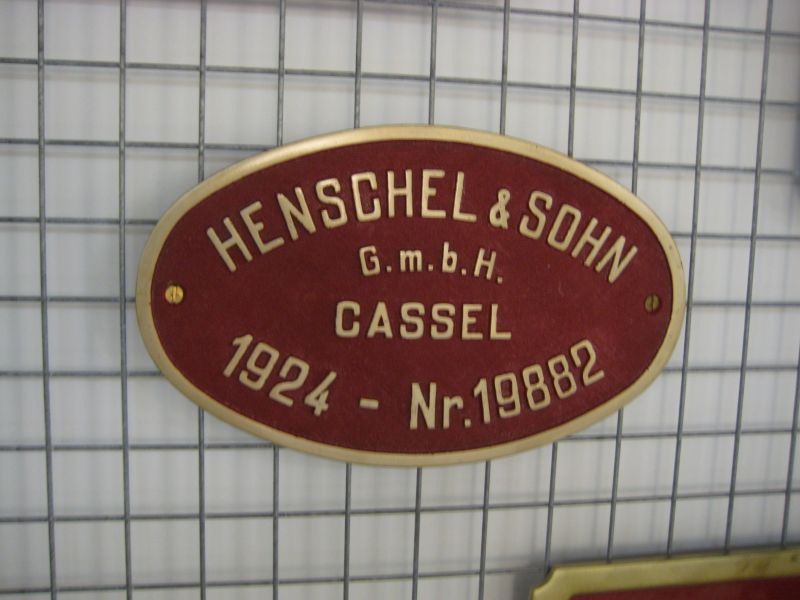 HENSCHEL & SOHN
G.m.b.H.
CASSEL
1924 - Nr. 19882